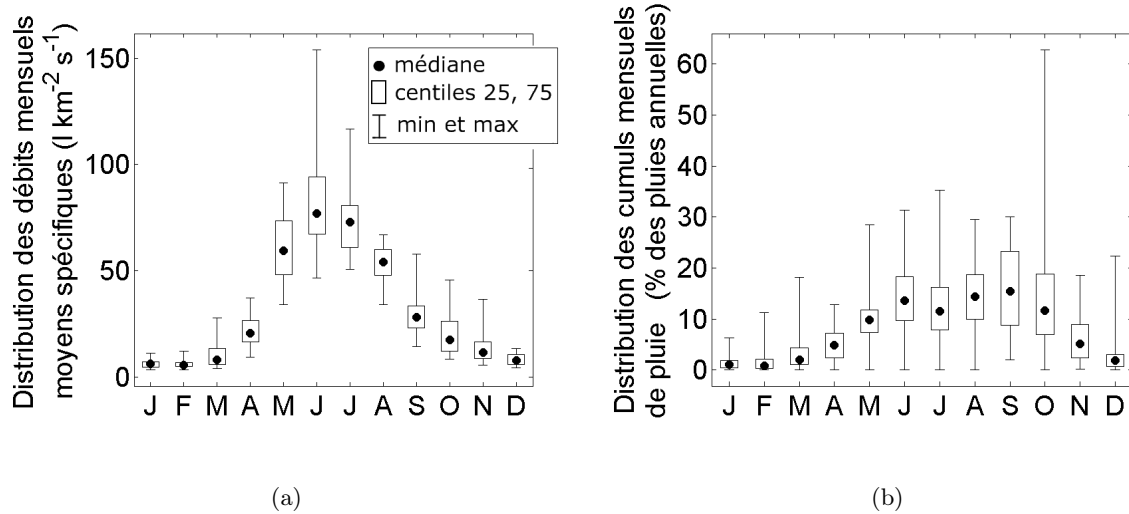 Distribution des débits mensuels
moyens spécifiques (l km-2 s-1)
150
100
50
0
médiane
centiles 25, 75
min et max
J F M A M J J A S O N D
(a)
Distribution des cumuls mensuels
de pluie (% des pluies annuelles)
60
50
40
30
20
10
0
J F M A M J J A S O N D
(b)